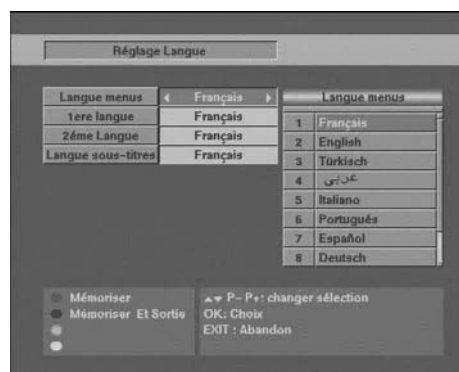 Réglage Langue
Langue menus Français
1ere langue Français
2éme Langue Français
Langue sous-titres Français
Langue menus
1 Français
2 English
3 Türkisch
4 عربى
5 Italiano
6 Português
7 Español
8 Deutsch
Mémoriser
Mémoriser Et Sortie
P- P+: changer sélection
OK: Choix
EXIT : Abandon